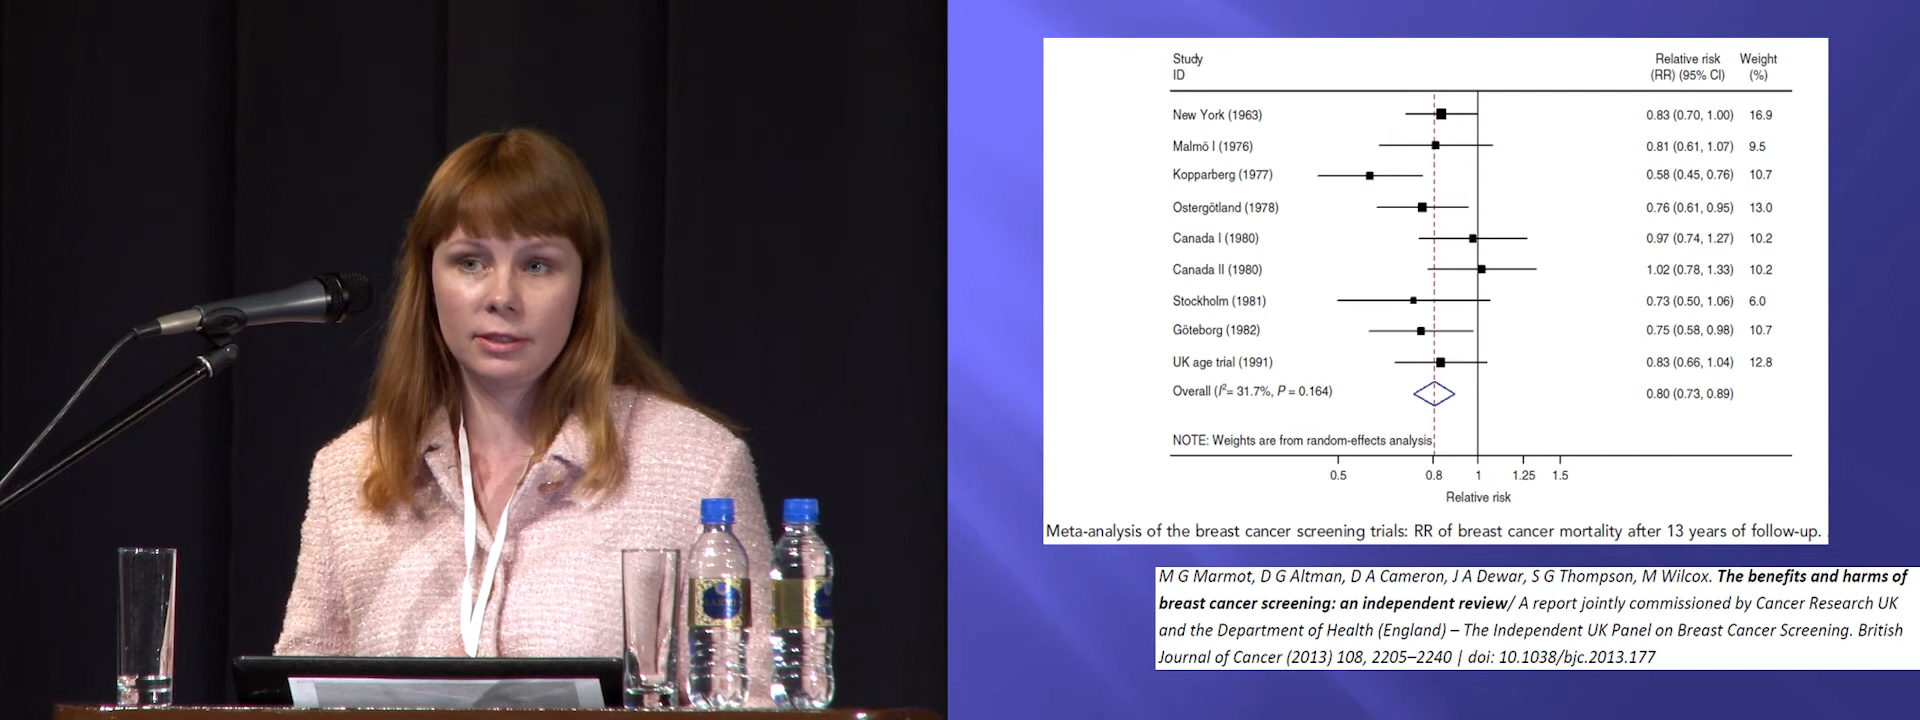 Study
ID
Relative risk
(RR) (95% CI)
Weight
(%)
New York (1963) 0.83 (0.70, 1.00) 16.9
Malmö I (1976) 0.81 (0.61, 1.07) 9.5
Kopparberg (1977) 0.58 (0.45, 0.76) 10.7
Ostergötland (1978) 0.76 (0.61, 0.95) 13.0
Canada I (1980) 0.97 (0.74, 1.27) 10.2
Canada II (1980) 1.02 (0.78, 1.33) 10.2
Stockholm (1981) 0.73 (0.50, 1.06) 6.0
Göteborg (1982) 0.75 (0.58, 0.98) 10.7
UK age trial (1991) 0.83 (0.66, 1.04) 12.8
Overall (I²= 31.7%, P = 0.164) 0.80 (0.73, 0.89)
NOTE: Weights are from random-effects analysis
0.5 0.8 1 1.25 1.5
Relative risk
Meta-analysis of the breast cancer screening trials: RR of breast cancer mortality after 13 years of follow-up.
M G Marmot, D G Altman, D A Cameron, J A Dewar, S G Thompson, M Wilcox. The benefits and harms of
breast cancer screening: an independent review/ A report jointly commissioned by Cancer Research UK
and the Department of Health (England) – The Independent UK Panel on Breast Cancer Screening. British
Journal of Cancer (2013) 108, 2205–2240 | doi: 10.1038/bjc.2013.177